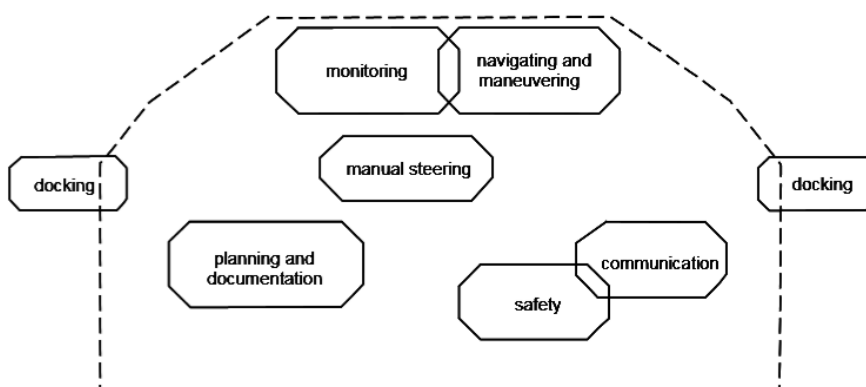 monitoring
navigating and
maneuvering
manual steering
docking
docking
planning and
documentation
communication
safety